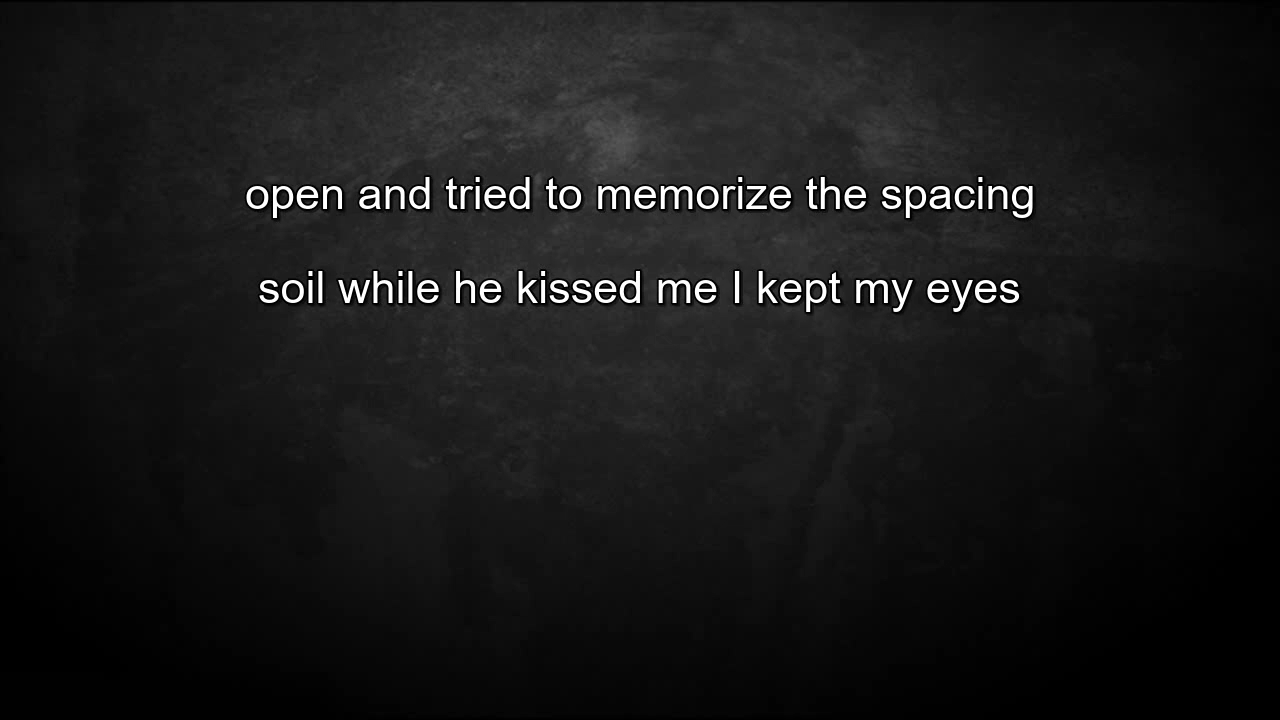 open and tried to memorize the spacing
soil while he kissed me I kept my eyes